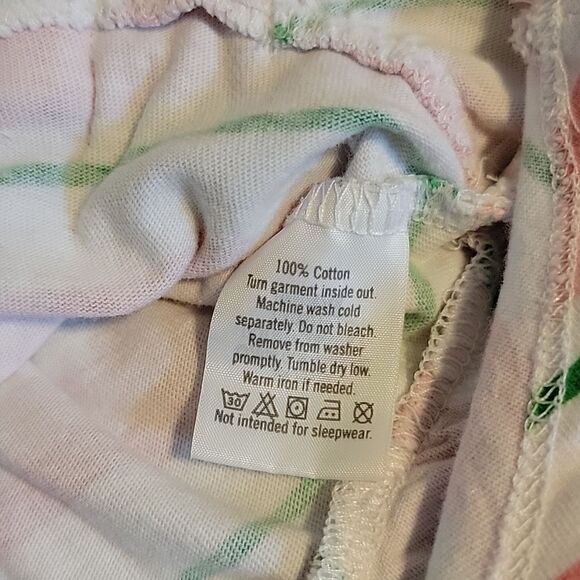 100% Cotton
Turn garment inside out.
Machine wash cold
separately. Do not bleach.
Remove from washer
promptly. Tumble dry low.
Warm iron if needed.
30
Not intended for sleepwear.